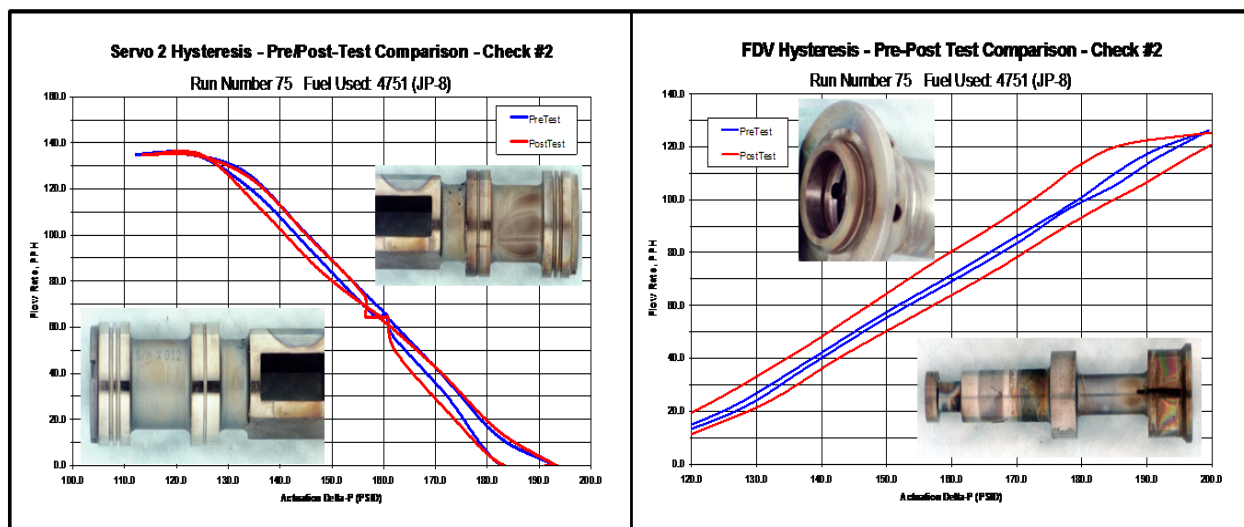 Servo 2 Hysteresis - Pre/Post-Test Comparison - Check #2
Run Number 75 Fuel Used: 4751 (JP-8)
160.0
140.0
120.0
100.0
80.0
60.0
40.0
20.0
0.0
Flow Rate, PPH
PreTest
PostTest
S/N X 012
100.0 110.0 120.0 130.0 140.0 150.0 160.0 170.0 180.0 190.0 200.0
Actuation Delta-P (PSID)
FDV Hysteresis - Pre-Post Test Comparison - Check #2
Run Number 75 Fuel Used: 4751 (JP-8)
140.0
120.0
100.0
80.0
60.0
40.0
20.0
0.0
Flow Rate, PPH
PreTest
PostTest
120.0 130.0 140.0 150.0 160.0 170.0 180.0 190.0 200.0
Actuation Delta-P (PSID)